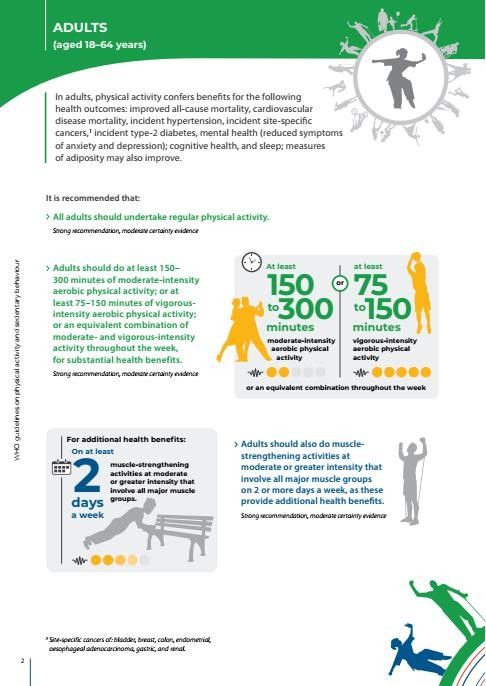 ADULTS
(aged 18–64 years)
In adults, physical activity confers benefits for the following
health outcomes: improved all-cause mortality, cardiovascular
disease mortality, incident hypertension, incident site-specific
cancers,¹ incident type-2 diabetes, mental health (reduced symptoms
of anxiety and depression); cognitive health, and sleep; measures
of adiposity may also improve.
It is recommended that:
> All adults should undertake regular physical activity.
Strong recommendation, moderate certainty evidence
> Adults should do at least 150–
300 minutes of moderate-intensity
aerobic physical activity; or at
least 75–150 minutes of vigorous-
intensity aerobic physical activity;
or an equivalent combination of
moderate- and vigorous-intensity
activity throughout the week,
for substantial health benefits.
Strong recommendation, moderate certainty evidence
At least
150
to 300
minutes
moderate-intensity
aerobic physical
activity
or
at least
75
to 150
minutes
vigorous-intensity
aerobic physical
activity
or an equivalent combination throughout the week
For additional health benefits:
On at least
2
days
a week
muscle-strengthening
activities at moderate
or greater intensity that
involve all major muscle
groups.
> Adults should also do muscle-
strengthening activities at
moderate or greater intensity that
involve all major muscle groups
on 2 or more days a week, as these
provide additional health benefits.
Strong recommendation, moderate certainty evidence
¹ Site-specific cancers of: bladder, breast, colon, endometrial,
oesophageal adenocarcinoma, gastric, and renal.
2
WHO guidelines on physical activity and sedentary behaviour